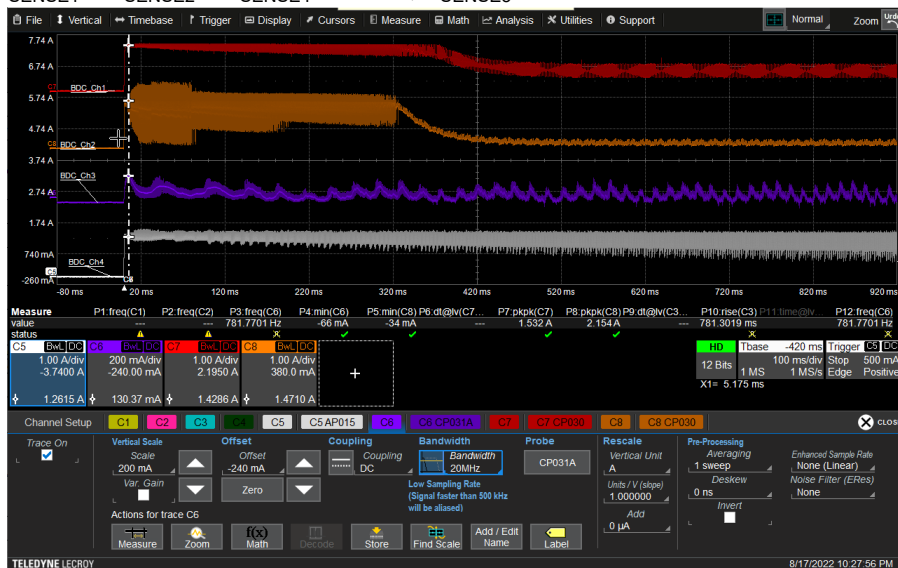 File Vertical Timebase Trigger Display Cursors Measure Math Analysis Utilities Support Normal Zoom
7.74 A
6.74 A
C7 BDC_Ch1
5.74 A
4.74 A
C8 BDC_Ch2
3.74 A
BDC_Ch3
2.74 A
1.74 A
740 mA
BDC_Ch4
C5
-260 mA
-80 ms 20 ms 120 ms 220 ms 320 ms 420 ms 520 ms 620 ms 720 ms 820 ms 920 ms
Measure P1:freq(C1) P2:freq(C2) P3:freq(C6) P4:min(C6) P5:min(C8) P6:dt@lv(C7... P7:pkpk(C7) P8:pkpk(C8) P9:dt@lv(C3... P10:rise(C3) P11:time@lv... P12:freq(C6)
value --- --- 781.7701 Hz -66 mA -34 mA --- 1.532 A 2.154 A --- 781.3019 ms 781.7701 Hz
status
C5 BwL DC C6 BwL DC C7 BwL DC C8 BwL DC HD Tbase -420 ms Trigger C5 DC
1.00 A/div 200 mA/div 1.00 A/div 1.00 A/div 12 Bits 100 ms/div Stop 500 mA
-3.7400 A -240.00 mA 2.1950 A 380.0 mA 1 MS 1 MS/s Edge Positive
X1= 5.175 ms
1.2615 A 130.37 mA 1.4286 A 1.4710 A
Channel Setup C1 C2 C3 C4 C5 C5 AP015 C6 C6 CP031A C7 C7 CP030 C8 C8 CP030 CLOS
Trace On Vertical Scale Offset Coupling Bandwidth Probe Rescale Pre-Processing
Scale Offset Coupling Bandwidth Vertical Unit Averaging Enhanced Sample Rate
200 mA -240 mA DC 20MHz CP031A A 1 sweep None (Linear)
Var. Gain Zero Low Sampling Rate Units / V (slope) Deskew Noise Filter (ERes)
(Signal faster than 500 kHz 1.000000 0 ns None
will be aliased) Add Invert
Actions for trace C6 0 µA
Measure Zoom f(x) Math Decode Store Find Scale Add / Edit Name Label
TELEDYNE LECROY 8/17/2022 10:27:56 PM